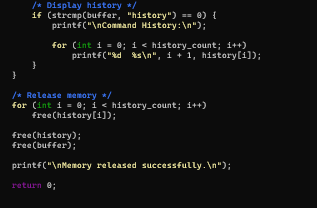 /* Display history */
if (strcmp(buffer, "history") == 0) {
printf("\nCommand History:\n");
for (int i = 0; i < history_count; i++)
printf("%d  %s\n", i + 1, history[i]);
}
}
/* Release memory */
for (int i = 0; i < history_count; i++)
free(history[i]);
free(history);
free(buffer);
printf("\nMemory released successfully.\n");
return 0;